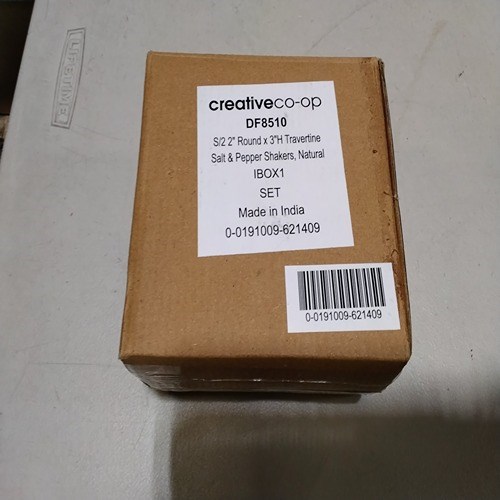 LIFETIME
creativeco-op
DF8510
S/2 2" Round x 3"H Travertine
Salt & Pepper Shakers, Natural
IBOX1
SET
Made in India
0-0191009-621409
0-0191009-621409